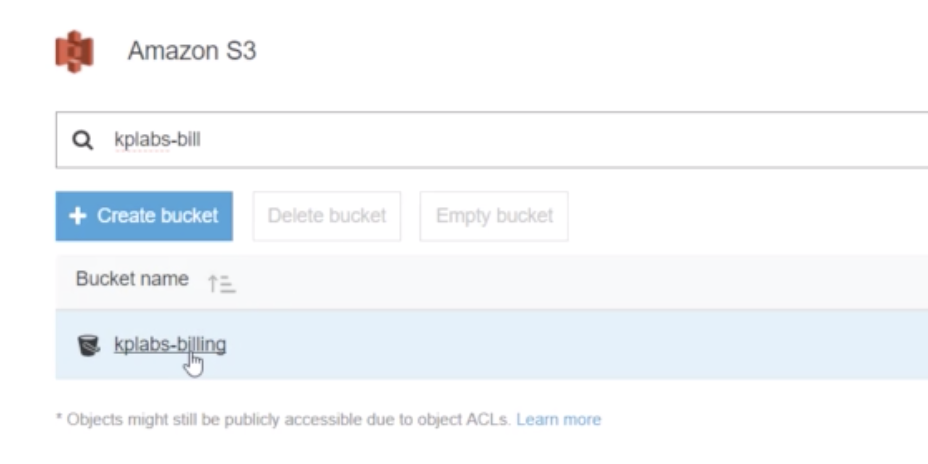 Amazon S3
kplabs-bill
+ Create bucket Delete bucket Empty bucket
Bucket name
kplabs-billing
* Objects might still be publicly accessible due to object ACLs. Learn more